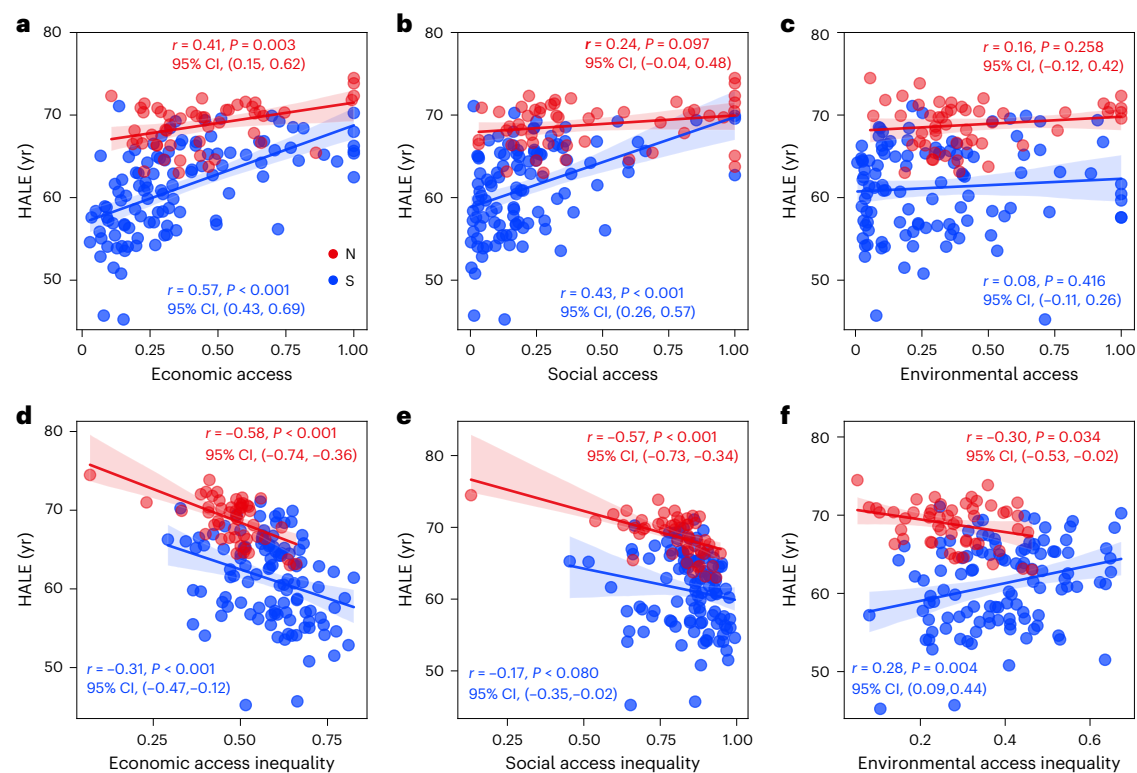 a
80
70
60
50
HALE (yr)
r = 0.41, P = 0.003
95% CI, (0.15, 0.62)
N
S
r = 0.57, P < 0.001
95% CI, (0.43, 0.69)
0
0.25
0.50
0.75
1.00
Economic access
b
80
70
60
50
HALE (yr)
r = 0.24, P = 0.097
95% CI, (−0.04, 0.48)
r = 0.43, P < 0.001
95% CI, (0.26, 0.57)
0
0.25
0.50
0.75
1.00
Social access
c
80
70
60
50
HALE (yr)
r = 0.16, P = 0.258
95% CI, (−0.12, 0.42)
r = 0.08, P = 0.416
95% CI, (−0.11, 0.26)
0
0.25
0.50
0.75
1.00
Environmental access
d
80
70
60
50
HALE (yr)
r = −0.58, P < 0.001
95% CI, (−0.74, −0.36)
r = −0.31, P < 0.001
95% CI, (−0.47,−0.12)
0.25
0.50
0.75
Economic access inequality
e
80
70
60
50
HALE (yr)
r = −0.57, P < 0.001
95% CI, (−0.73, −0.34)
r = −0.17, P < 0.080
95% CI, (−0.35,−0.02)
0.25
0.50
0.75
1.00
Social access inequality
f
80
70
60
50
HALE (yr)
r = −0.30, P = 0.034
95% CI, (−0.53, −0.02)
r = 0.28, P = 0.004
95% CI, (0.09,0.44)
0.2
0.4
0.6
Environmental access inequality